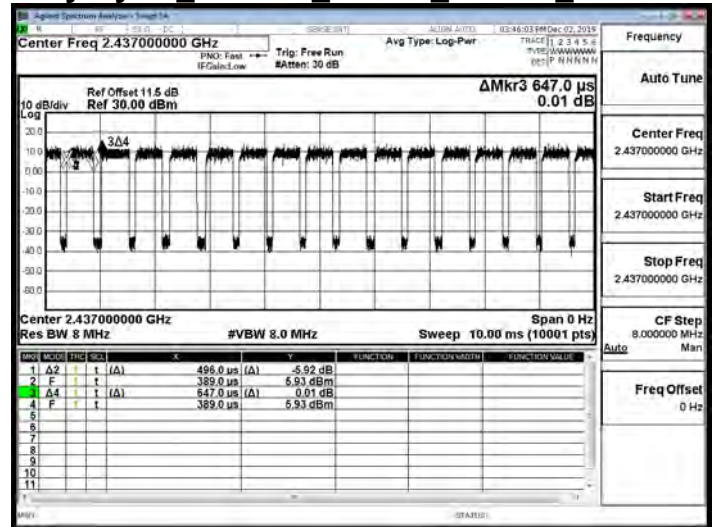 Agilent Spectrum Analyzer - Swept SA
Center Freq 2.437000000 GHz
PNO: Fast
IFGain:Low
SENSE:INT
Trig: Free Run
#Atten: 30 dB
ALIGN AUTO
Avg Type: Log-Pwr
03:46:03 PM Dec 02, 2019
TRACE 1 2 3 4 5 6
TYPE WWWWWW
DET P NNNNN
Ref Offset 11.5 dB
Ref 30.00 dBm
10 dB/div
Log
ΔMkr3 647.0 µs
0.01 dB
20.0
10.0
0.00
-10.0
-20.0
-30.0
-40.0
-50.0
-60.0
3Δ4
Center 2.437000000 GHz
Res BW 8 MHz
#VBW 8.0 MHz
Span 0 Hz
Sweep 10.00 ms (10001 pts)
MKR MODE TRC SCL X Y FUNCTION FUNCTION WIDTH FUNCTION VALUE
1 Δ2 1 t (Δ) 496.0 µs (Δ) -5.92 dB
2 F 1 t 389.0 µs 5.93 dBm
3 Δ4 1 t (Δ) 647.0 µs (Δ) 0.01 dB
4 F 1 t 389.0 µs 5.93 dBm
5
6
7
8
9
10
11
MSG
STATUS
Frequency
Auto Tune
Center Freq
2.437000000 GHz
Start Freq
2.437000000 GHz
Stop Freq
2.437000000 GHz
CF Step
8.000000 MHz
Auto Man
Freq Offset
0 Hz